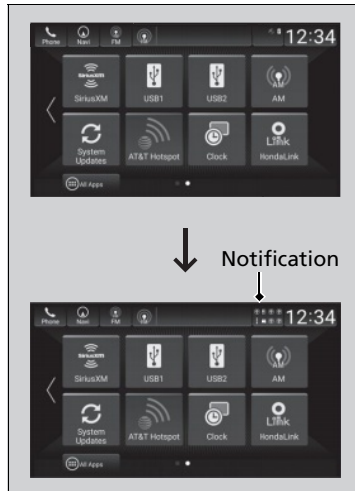 Phone Navi FM 12:34
SiriusXM USB1 USB2 AM
System Updates AT&T Hotspot Clock HondaLink
All Apps
Notification
Phone Navi FM 12:34
SiriusXM USB1 USB2 AM
System Updates AT&T Hotspot Clock HondaLink
All Apps